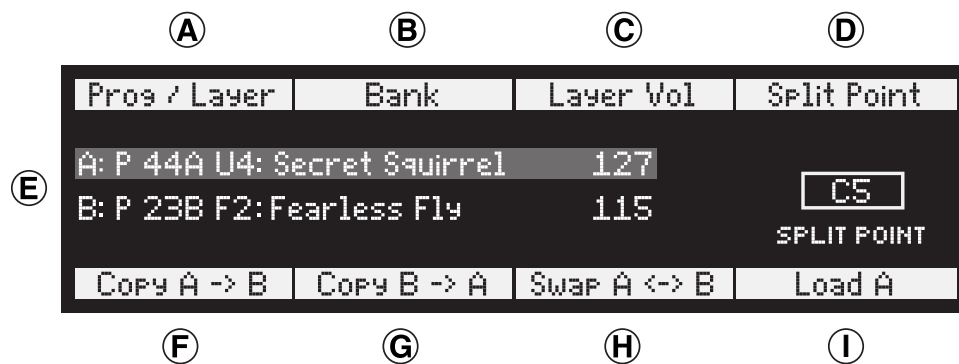 A B C D
Prog / Layer Bank Layer Vol Split Point
A: P 44A U4: Secret Squirrel 127
E
B: P 23B F2: Fearless Fly 115
C5
SPLIT POINT
Copy A -> B Copy B -> A Swap A <-> B Load A
F G H I